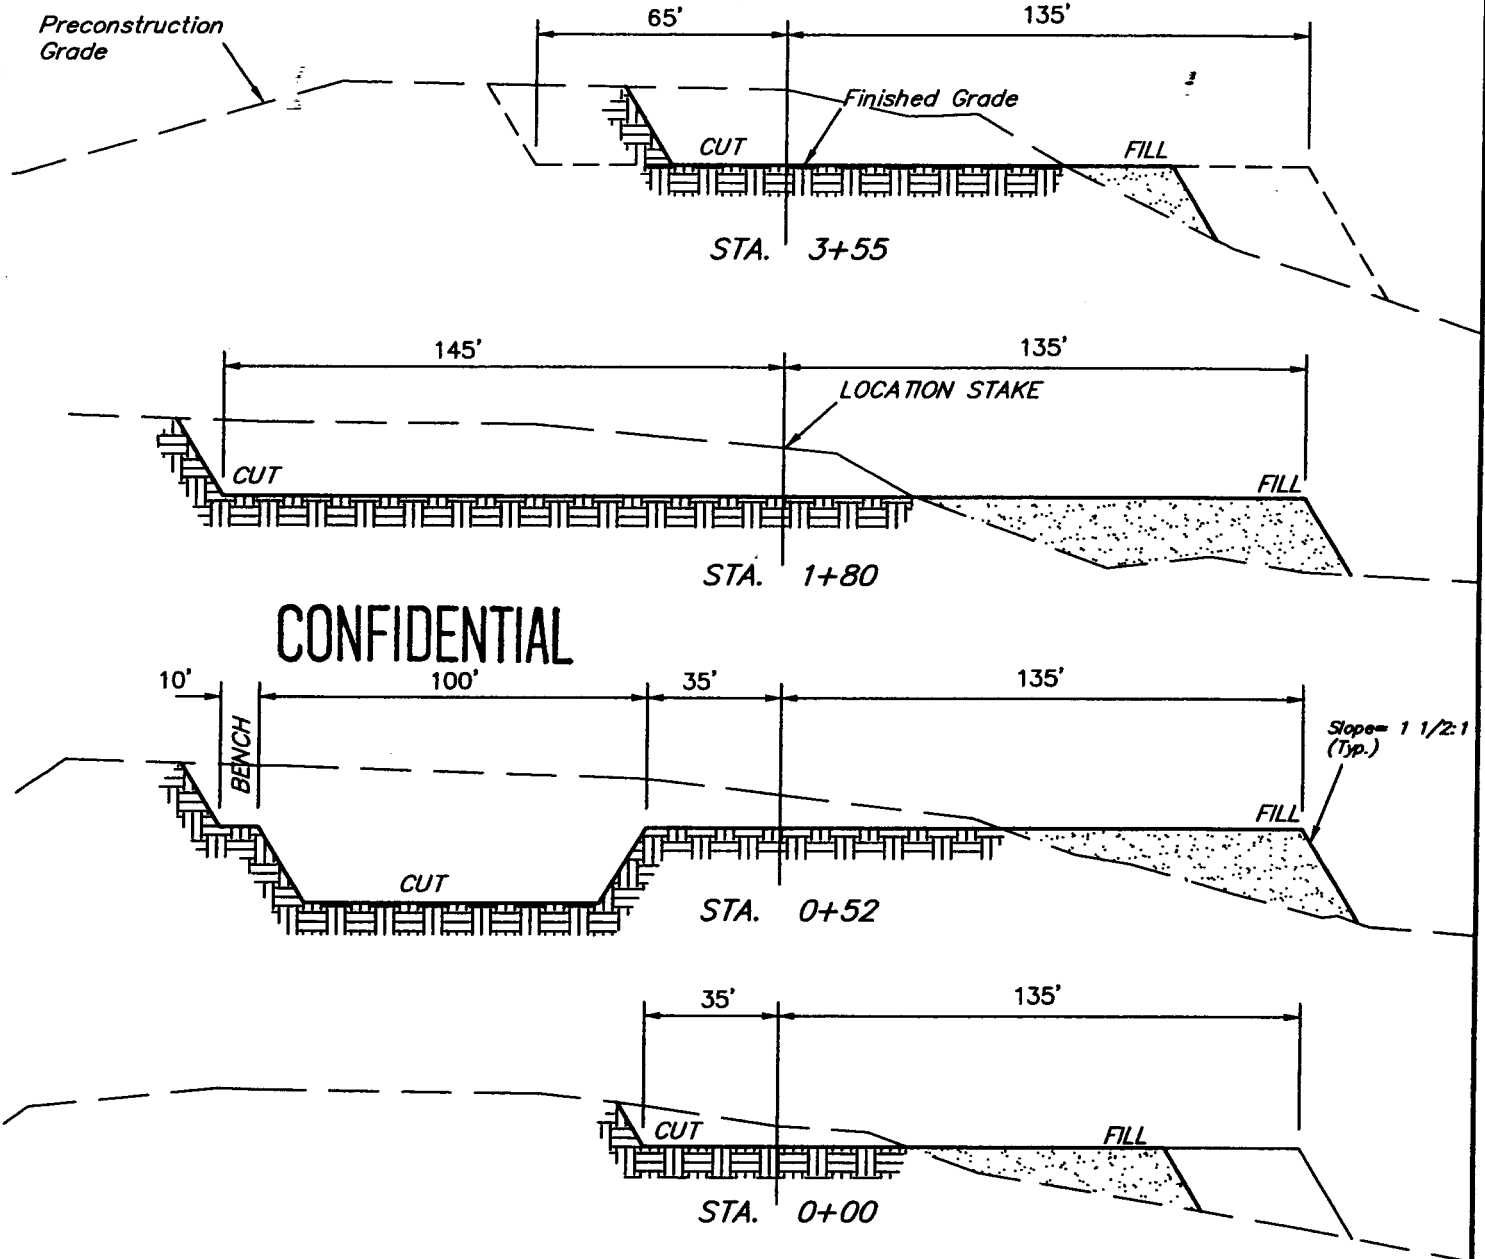 65'
135'
Preconstruction
Grade
Finished Grade
CUT
FILL
STA. 3+55
145'
135'
LOCATION STAKE
CUT
FILL
STA. 1+80
CONFIDENTIAL
10'
100'
35'
135'
BENCH
Slope= 1 1/2:1
(Typ.)
FILL
CUT
STA. 0+52
35'
135'
CUT
FILL
STA. 0+00